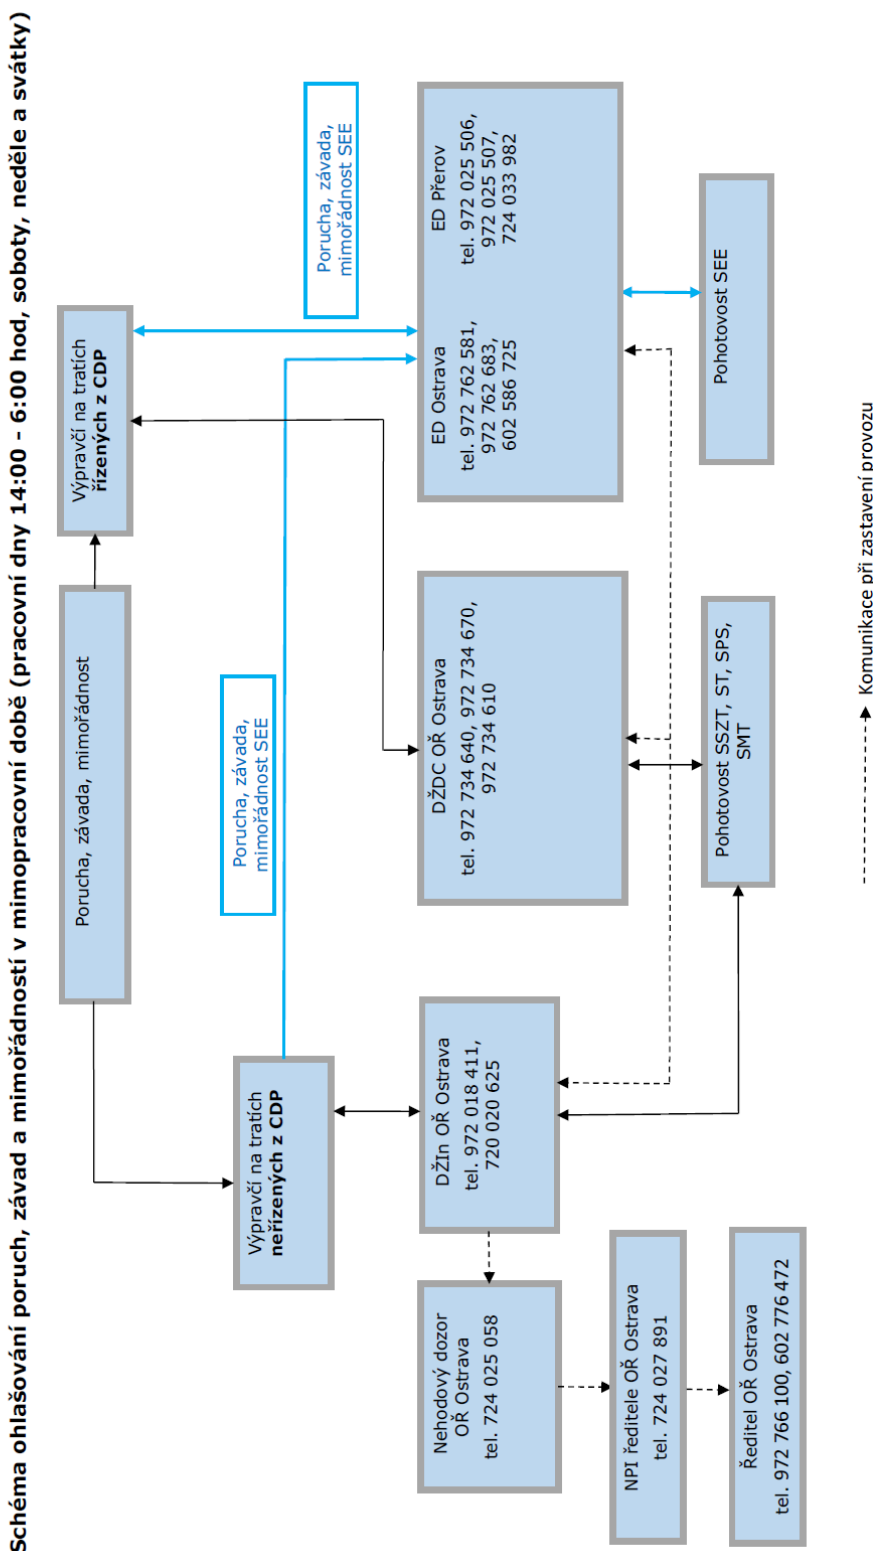 Schéma ohlašování poruch, závad a mimořádností v mimopracovní době (pracovní dny 14:00 - 6:00 hod, soboty, neděle a svátky)
Porucha, závada, mimořádnost
Výpravčí na tratích
řízených z CDP
Výpravčí na tratích
neřízených z CDP
Porucha, závada,
mimořádnost SEE
Porucha, závada,
mimořádnost SEE
Nehodový dozor
OŘ Ostrava
tel. 724 025 058
DŽIn OŘ Ostrava
tel. 972 018 411,
720 020 625
DŽDC OŘ Ostrava
tel. 972 734 640, 972 734 670,
972 734 610
ED Ostrava
tel. 972 762 581,
972 762 683,
602 586 725
ED Přerov
tel. 972 025 506,
972 025 507,
724 033 982
NPI ředitele OŘ Ostrava
tel. 724 027 891
Ředitel OŘ Ostrava
tel. 972 766 100, 602 776 472
Pohotovost SSZT, ST, SPS,
SMT
Pohotovost SEE
Komunikace při zastavení provozu